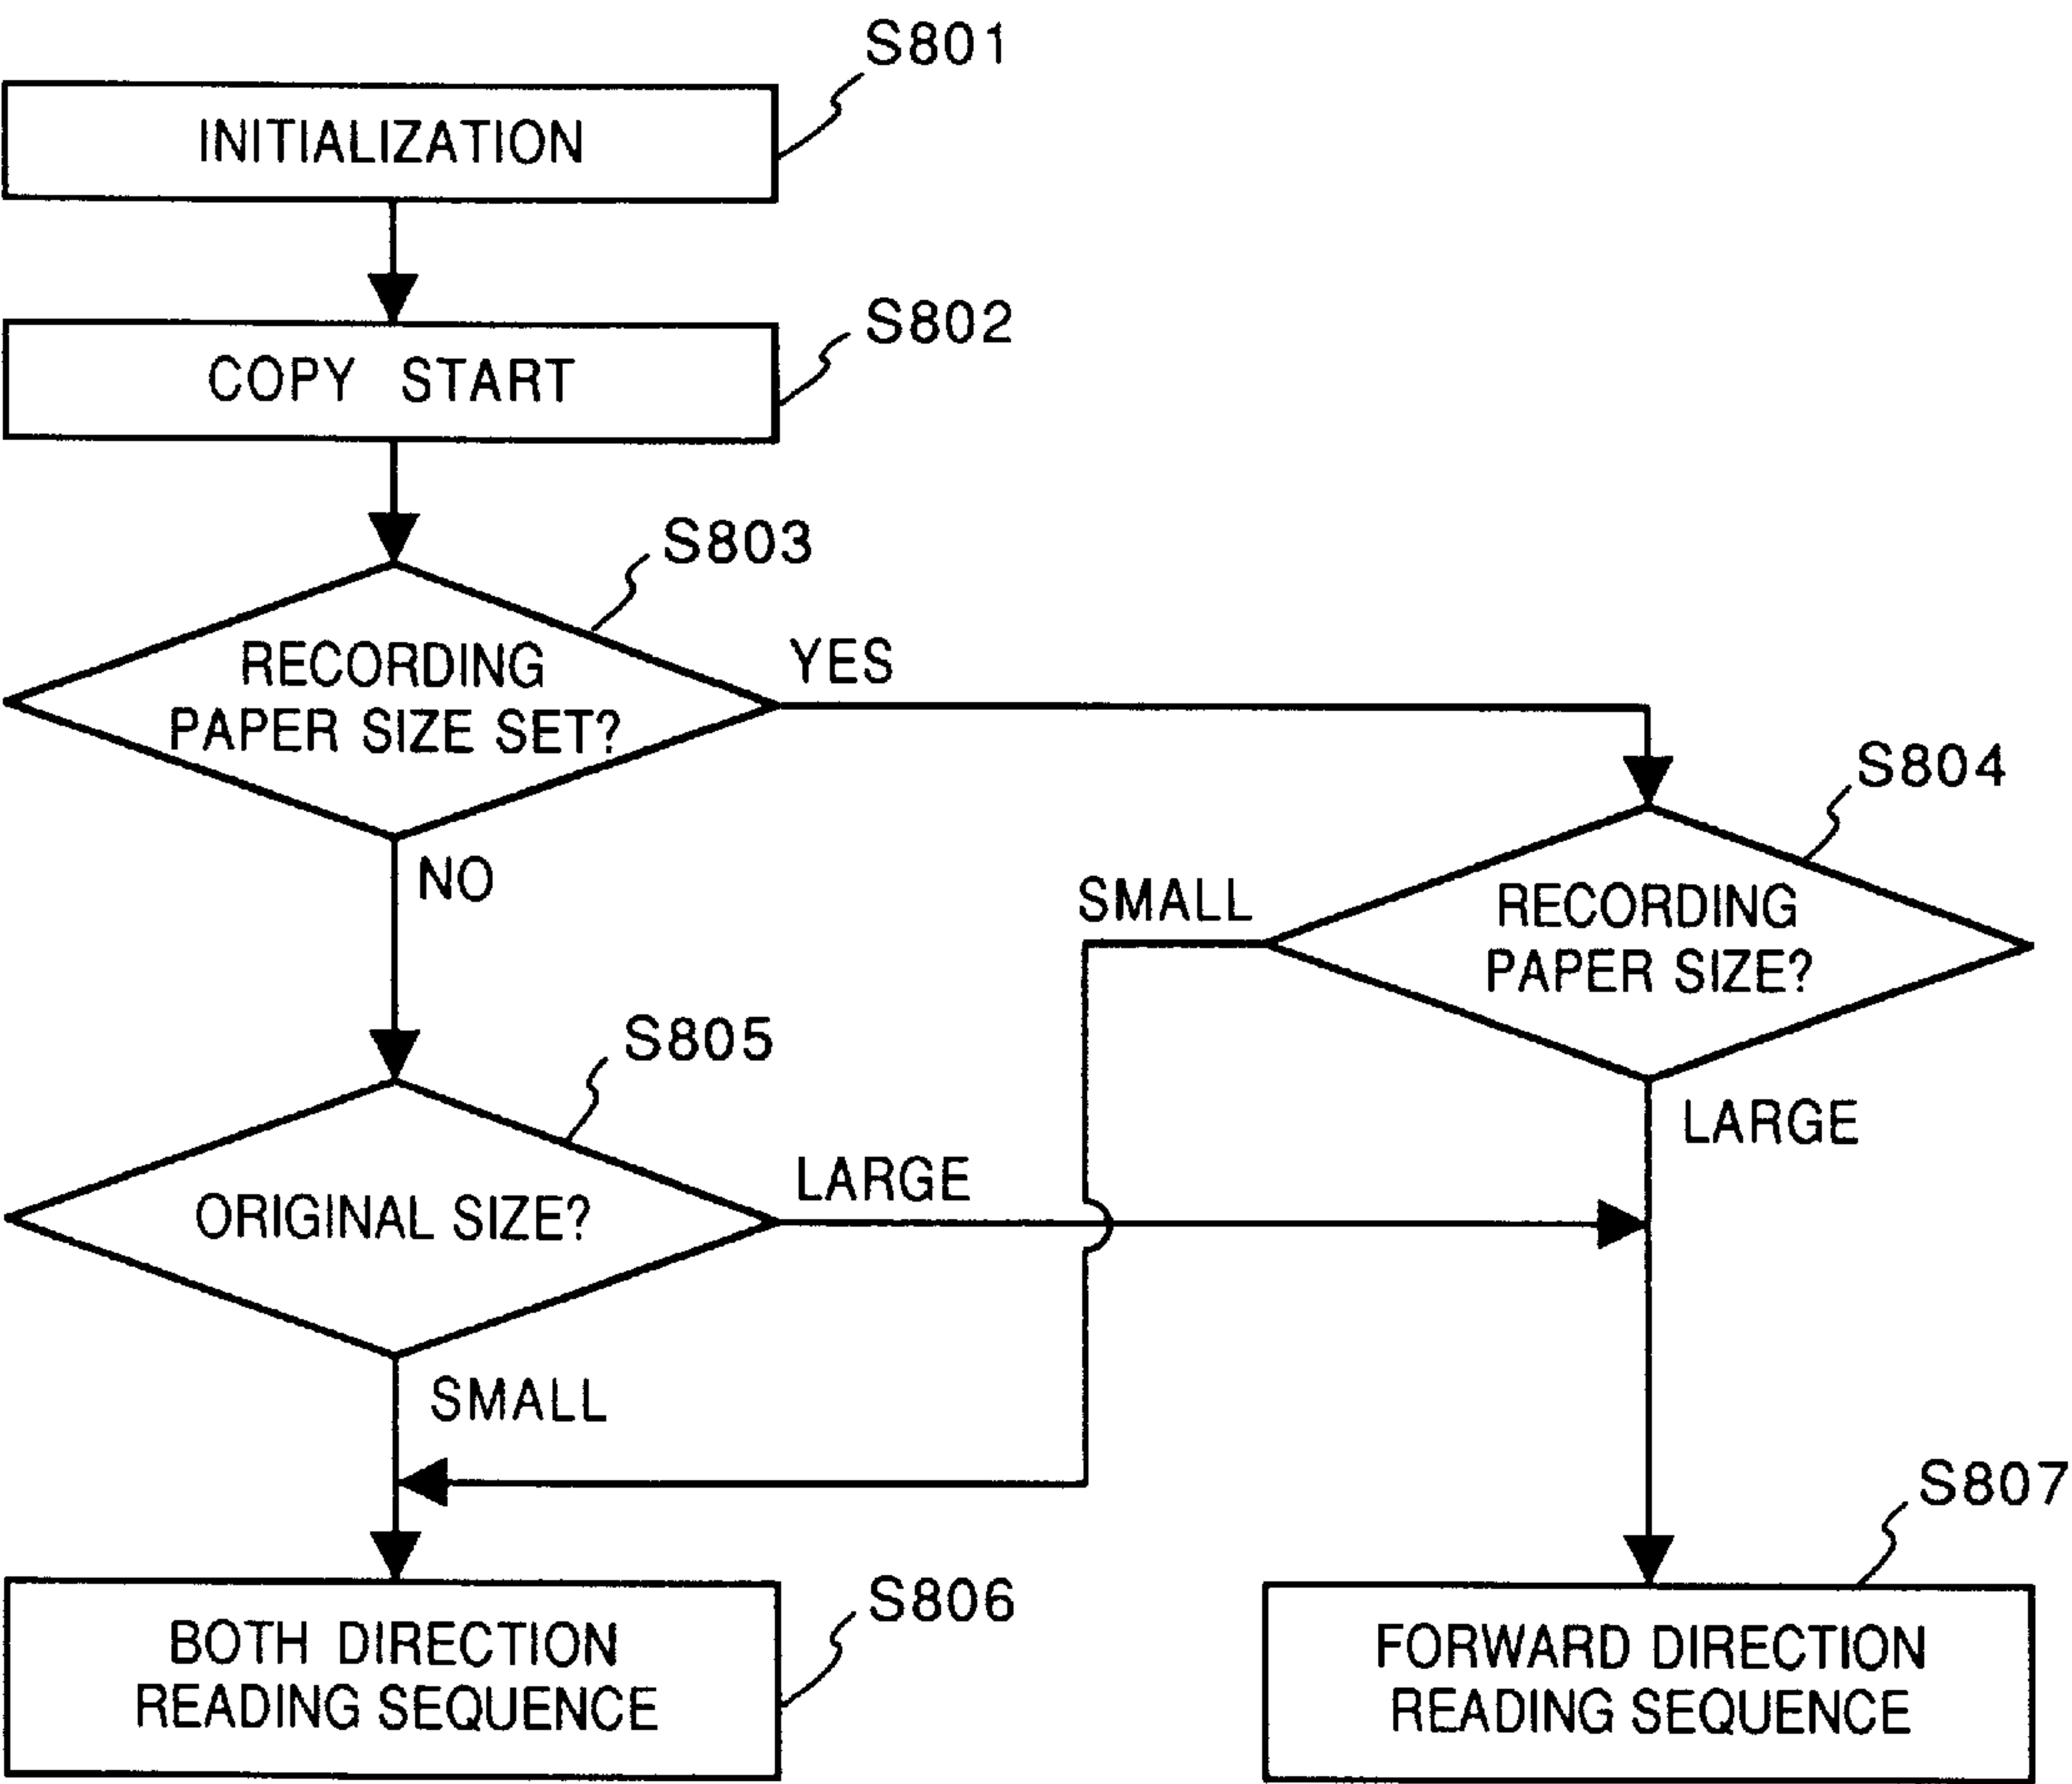 S801
INITIALIZATION
S802
COPY START
S803
RECORDING
PAPER SIZE SET?
YES
NO
S804
RECORDING
PAPER SIZE?
SMALL
LARGE
S805
ORIGINAL SIZE?
LARGE
SMALL
S806
BOTH DIRECTION
READING SEQUENCE
S807
FORWARD DIRECTION
READING SEQUENCE